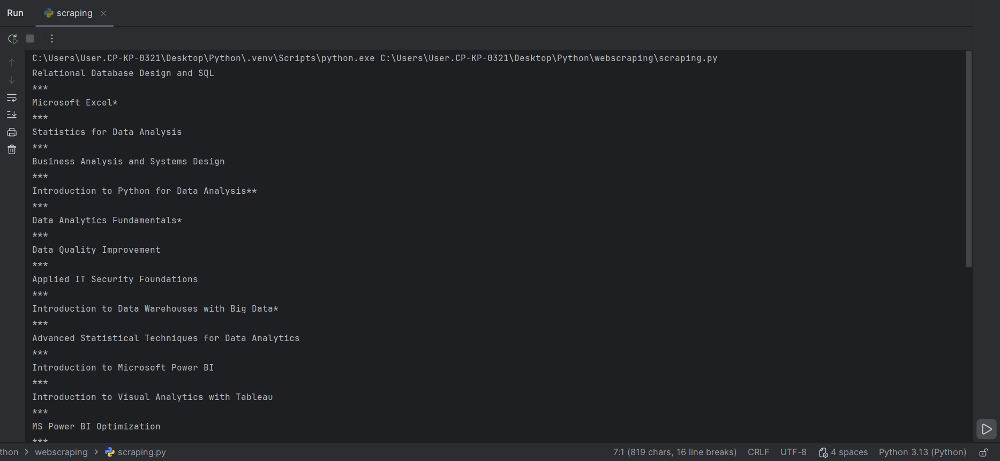 Run scraping
C:\Users\User.CP-KP-0321\Desktop\Python\.venv\Scripts\python.exe C:\Users\User.CP-KP-0321\Desktop\Python\webscraping\scraping.py
Relational Database Design and SQL
***
Microsoft Excel*
***
Statistics for Data Analysis
***
Business Analysis and Systems Design
***
Introduction to Python for Data Analysis**
***
Data Analytics Fundamentals*
***
Data Quality Improvement
***
Applied IT Security Foundations
***
Introduction to Data Warehouses with Big Data*
***
Advanced Statistical Techniques for Data Analytics
***
Introduction to Microsoft Power BI
***
Introduction to Visual Analytics with Tableau
***
MS Power BI Optimization
***
thon > webscraping > scraping.py 7:1 (819 chars, 16 line breaks) CRLF UTF-8 4 spaces Python 3.13 (Python)